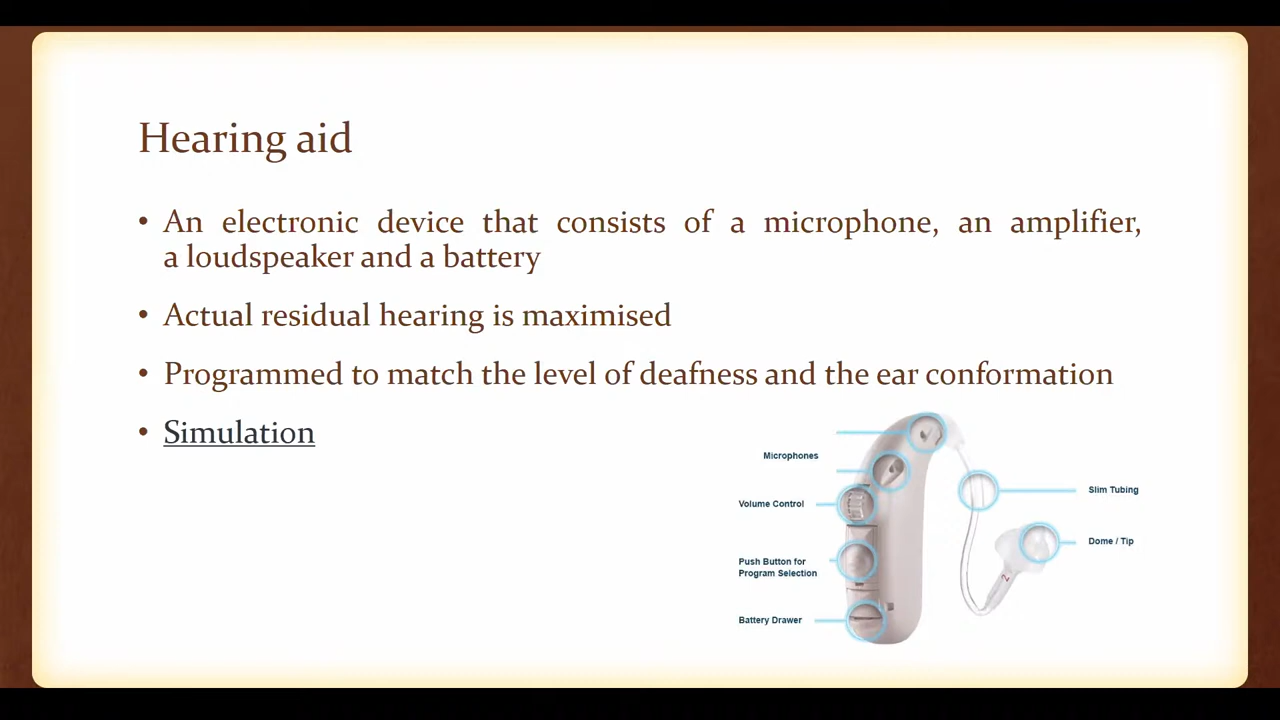 Hearing aid
• An electronic device that consists of a microphone, an amplifier,
a loudspeaker and a battery
• Actual residual hearing is maximised
• Programmed to match the level of deafness and the ear conformation
• Simulation
Microphones
Volume Control
Push Button for
Program Selection
Battery Drawer
Slim Tubing
Dome / Tip
2